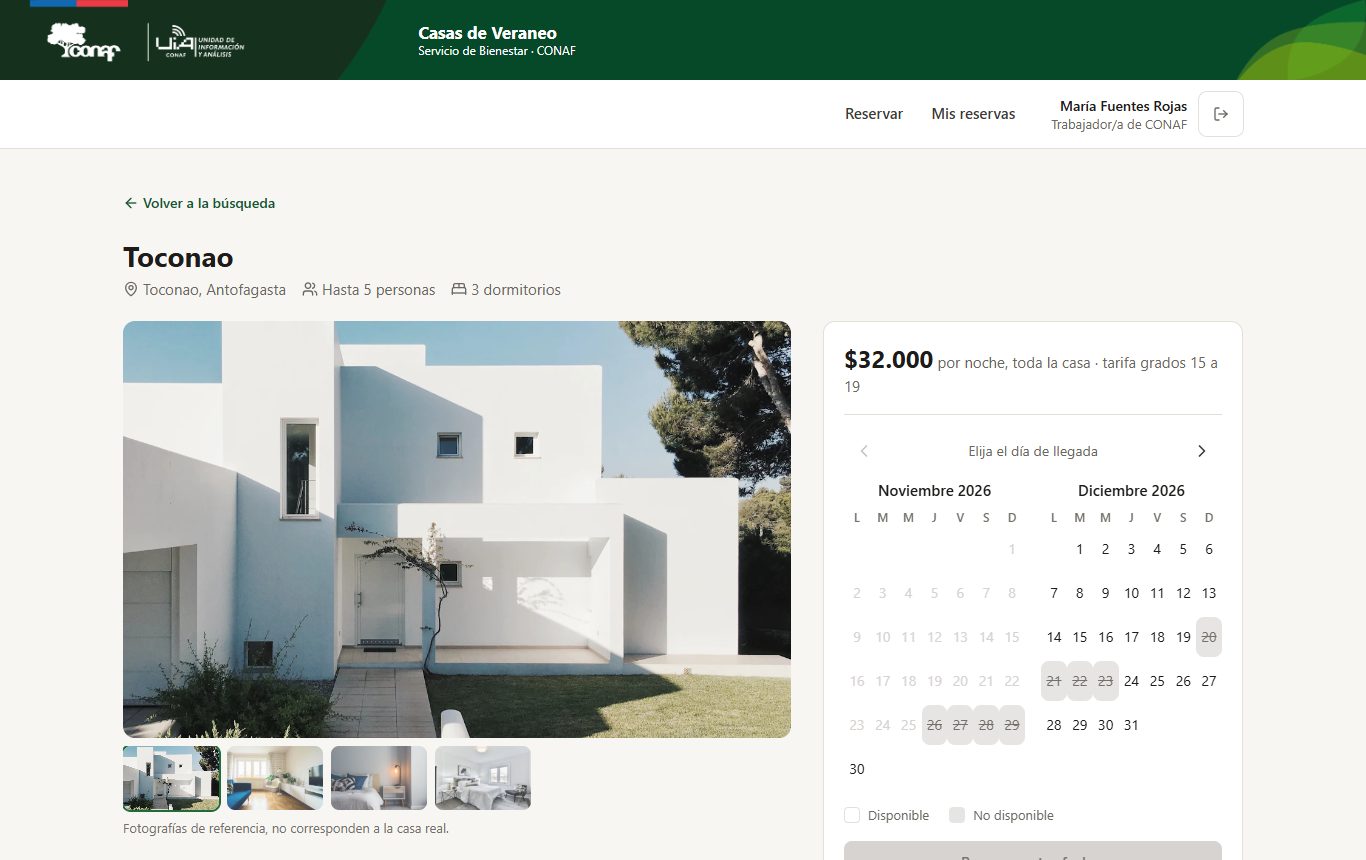 conaf
UIA
CONAF
UNIDAD DE
INFORMACIÓN
Y ANÁLISIS
Casas de Veraneo
Servicio de Bienestar · CONAF
Reservar
Mis reservas
María Fuentes Rojas
Trabajador/a de CONAF
Volver a la búsqueda
Toconao
Toconao, Antofagasta
Hasta 5 personas
3 dormitorios
$32.000 por noche, toda la casa · tarifa grados 15 a
19
Elija el día de llegada
Noviembre 2026
L M M J V S D
1
2 3 4 5 6 7 8
9 10 11 12 13 14 15
16 17 18 19 20 21 22
23 24 25 26 27 28 29
30
Diciembre 2026
L M M J V S D
1 2 3 4 5 6
7 8 9 10 11 12 13
14 15 16 17 18 19 20
21 22 23 24 25 26 27
28 29 30 31
Disponible
No disponible
Fotografías de referencia, no corresponden a la casa real.